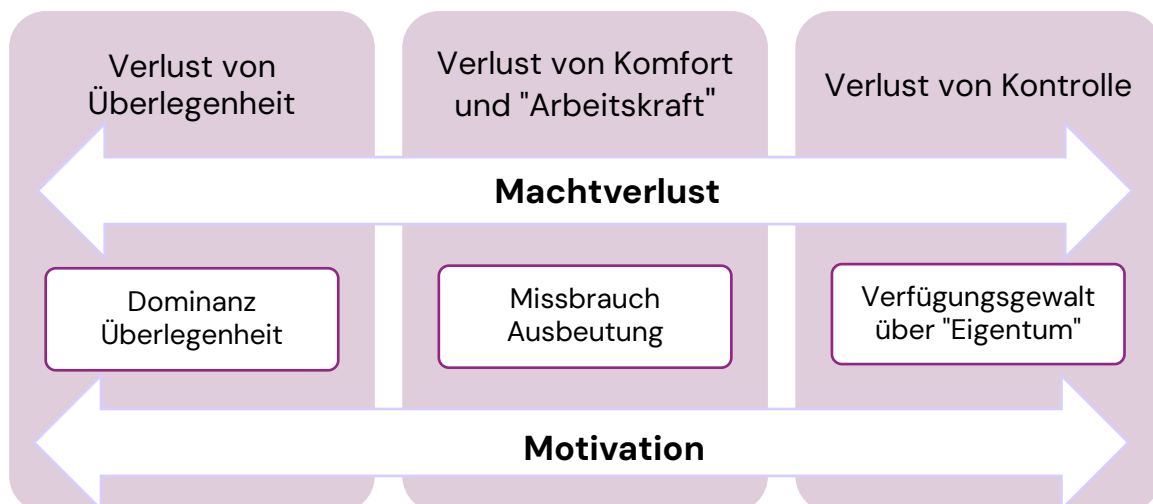 Verlust von
Überlegenheit
Verlust von Komfort
und "Arbeitskraft"
Verlust von Kontrolle
Machtverlust
Dominanz
Überlegenheit
Missbrauch
Ausbeutung
Verfügungsgewalt
über "Eigentum"
Motivation